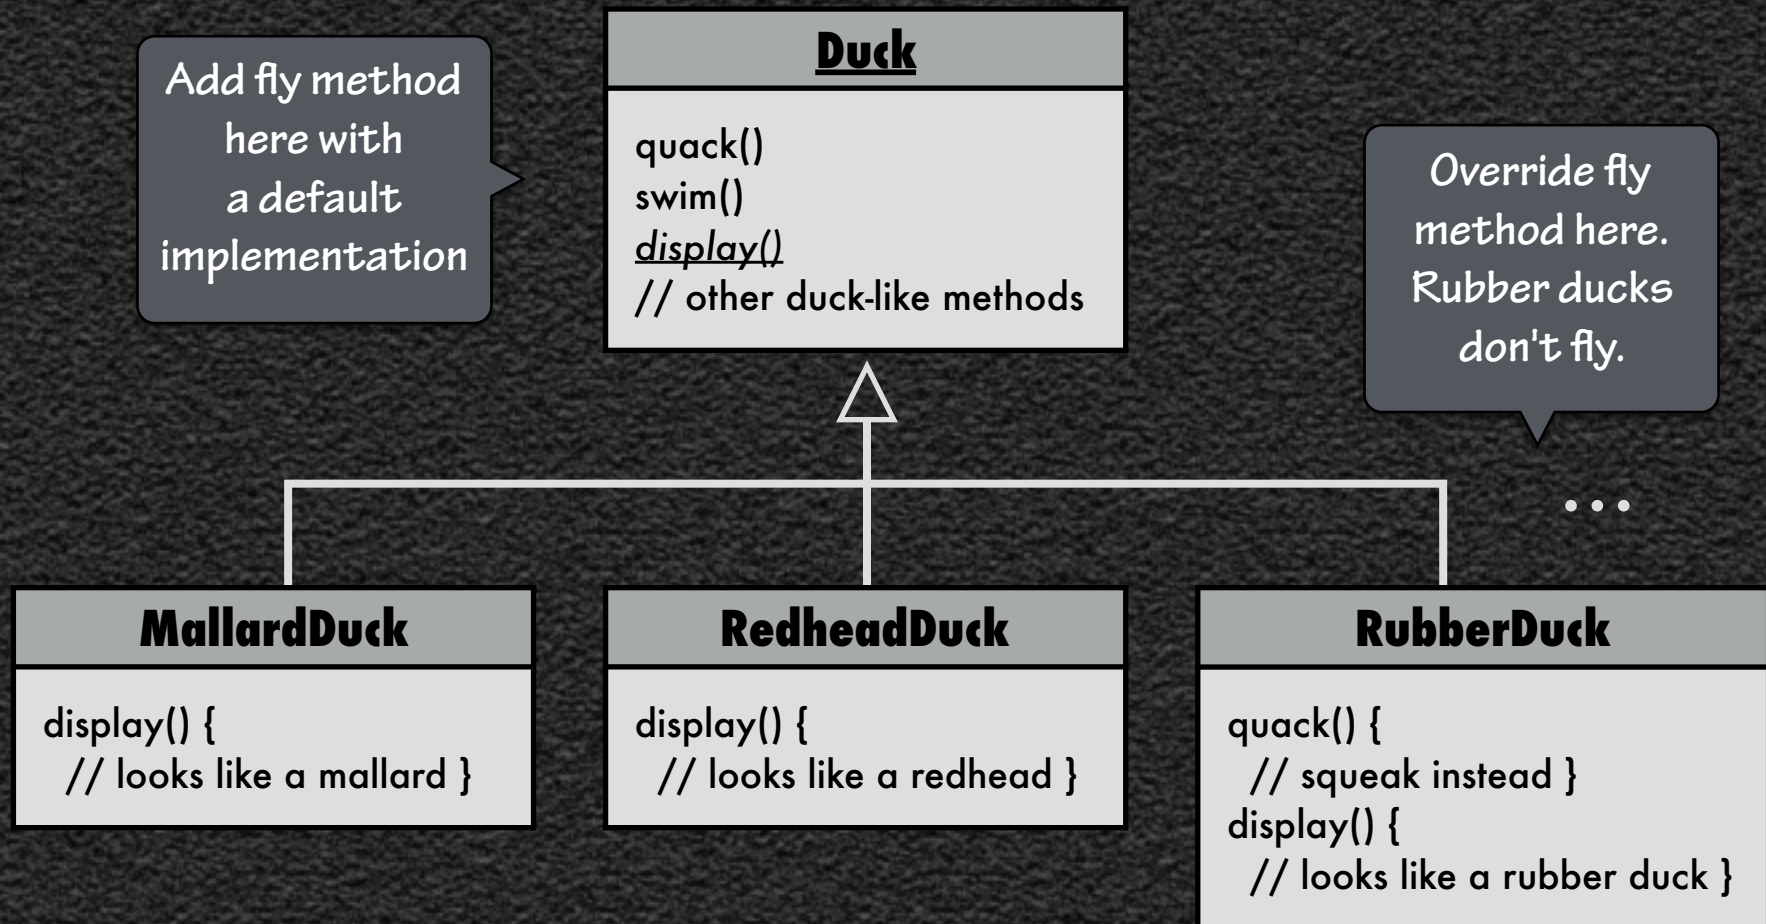 Add fly method
here with
a default
implementation
Duck
quack()
swim()
display()
// other duck-like methods
Override fly
method here.
Rubber ducks
don't fly.
...
MallardDuck
display() {
// looks like a mallard }
RedheadDuck
display() {
// looks like a redhead }
RubberDuck
quack() {
// squeak instead }
display() {
// looks like a rubber duck }